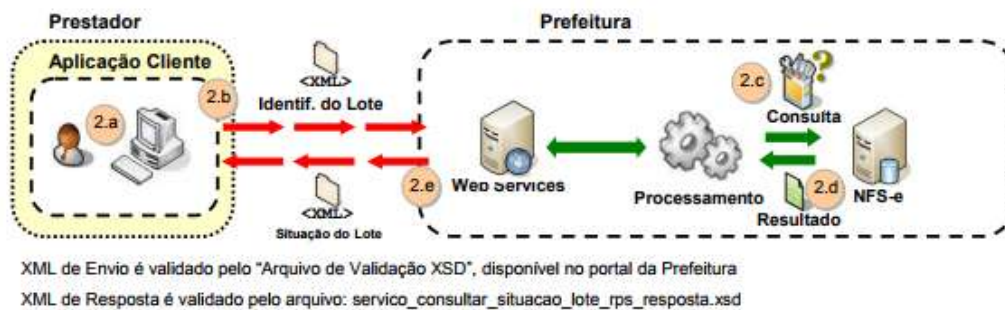 Prestador
Prefeitura
Aplicação Cliente
<XML>
Identif. do Lote
2.a
2.b
2.c
?
Consulta
Web Services
Processamento
NFS-e
2.e
2.d
Resultado
<XML>
Situação do Lote
XML de Envio é validado pelo “Arquivo de Validação XSD”, disponível no portal da Prefeitura
XML de Resposta é validado pelo arquivo: servico_consultar_situacao_lote_rps_resposta.xsd